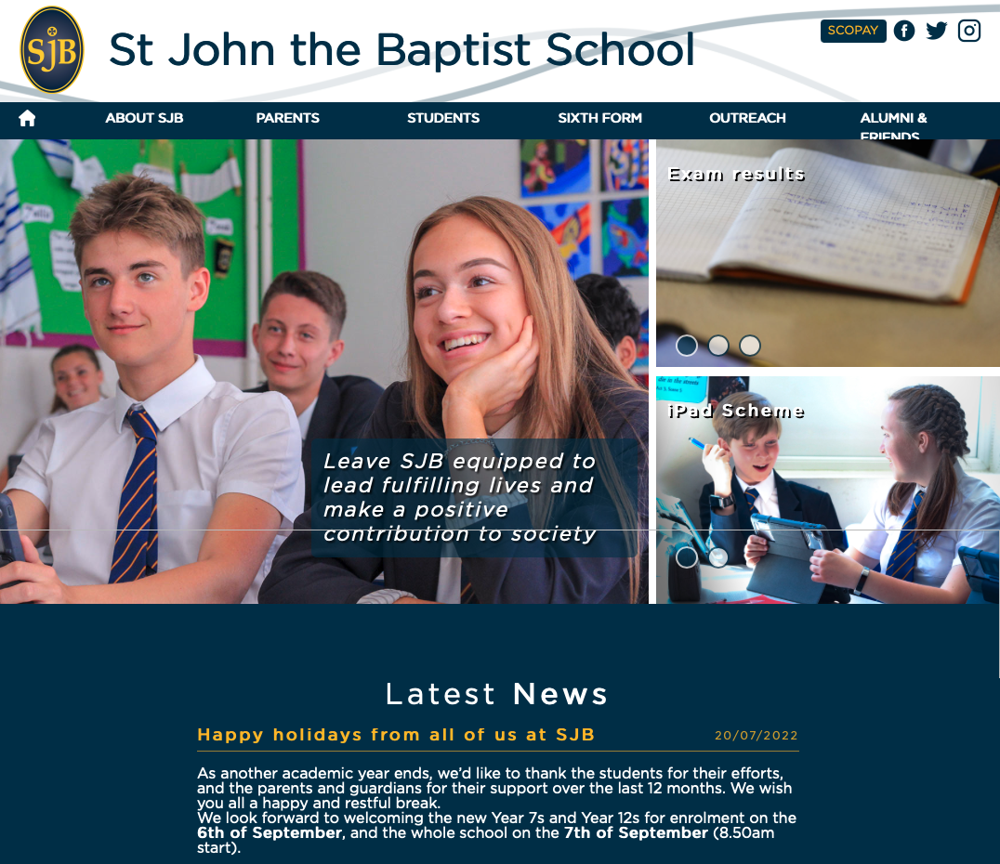 SJB
St John the Baptist School
SCOPAY
ABOUT SJB
PARENTS
STUDENTS
SIXTH FORM
OUTREACH
ALUMNI &
FRIENDS
Exam results
iPad Scheme
Leave SJB equipped to
lead fulfilling lives and
make a positive
contribution to society
Latest News
Happy holidays from all of us at SJB
20/07/2022
As another academic year ends, we’d like to thank the students for their efforts,
and the parents and guardians for their support over the last 12 months. We wish
you all a happy and restful break.
We look forward to welcoming the new Year 7s and Year 12s for enrolment on the
6th of September, and the whole school on the 7th of September (8.50am
start).